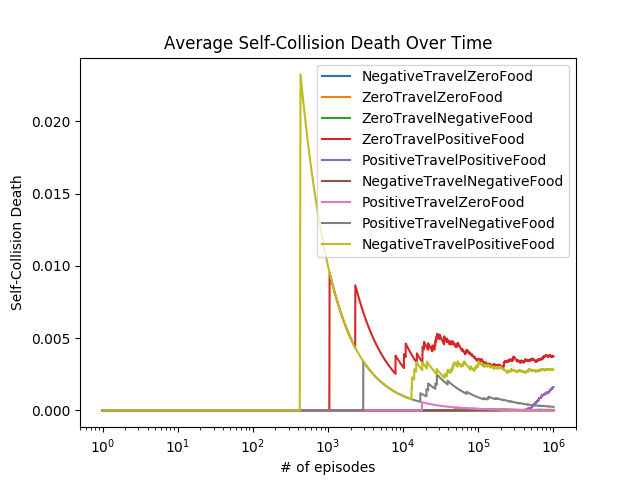 Average Self-Collision Death Over Time
NegativeTravelZeroFood
ZeroTravelZeroFood
ZeroTravelNegativeFood
ZeroTravelPositiveFood
PositiveTravelPositiveFood
NegativeTravelNegativeFood
PositiveTravelZeroFood
PositiveTravelNegativeFood
NegativeTravelPositiveFood
Self-Collision Death
0.020
0.015
0.010
0.005
0.000
10⁰ 10¹ 10² 10³ 10⁴ 10⁵ 10⁶
# of episodes